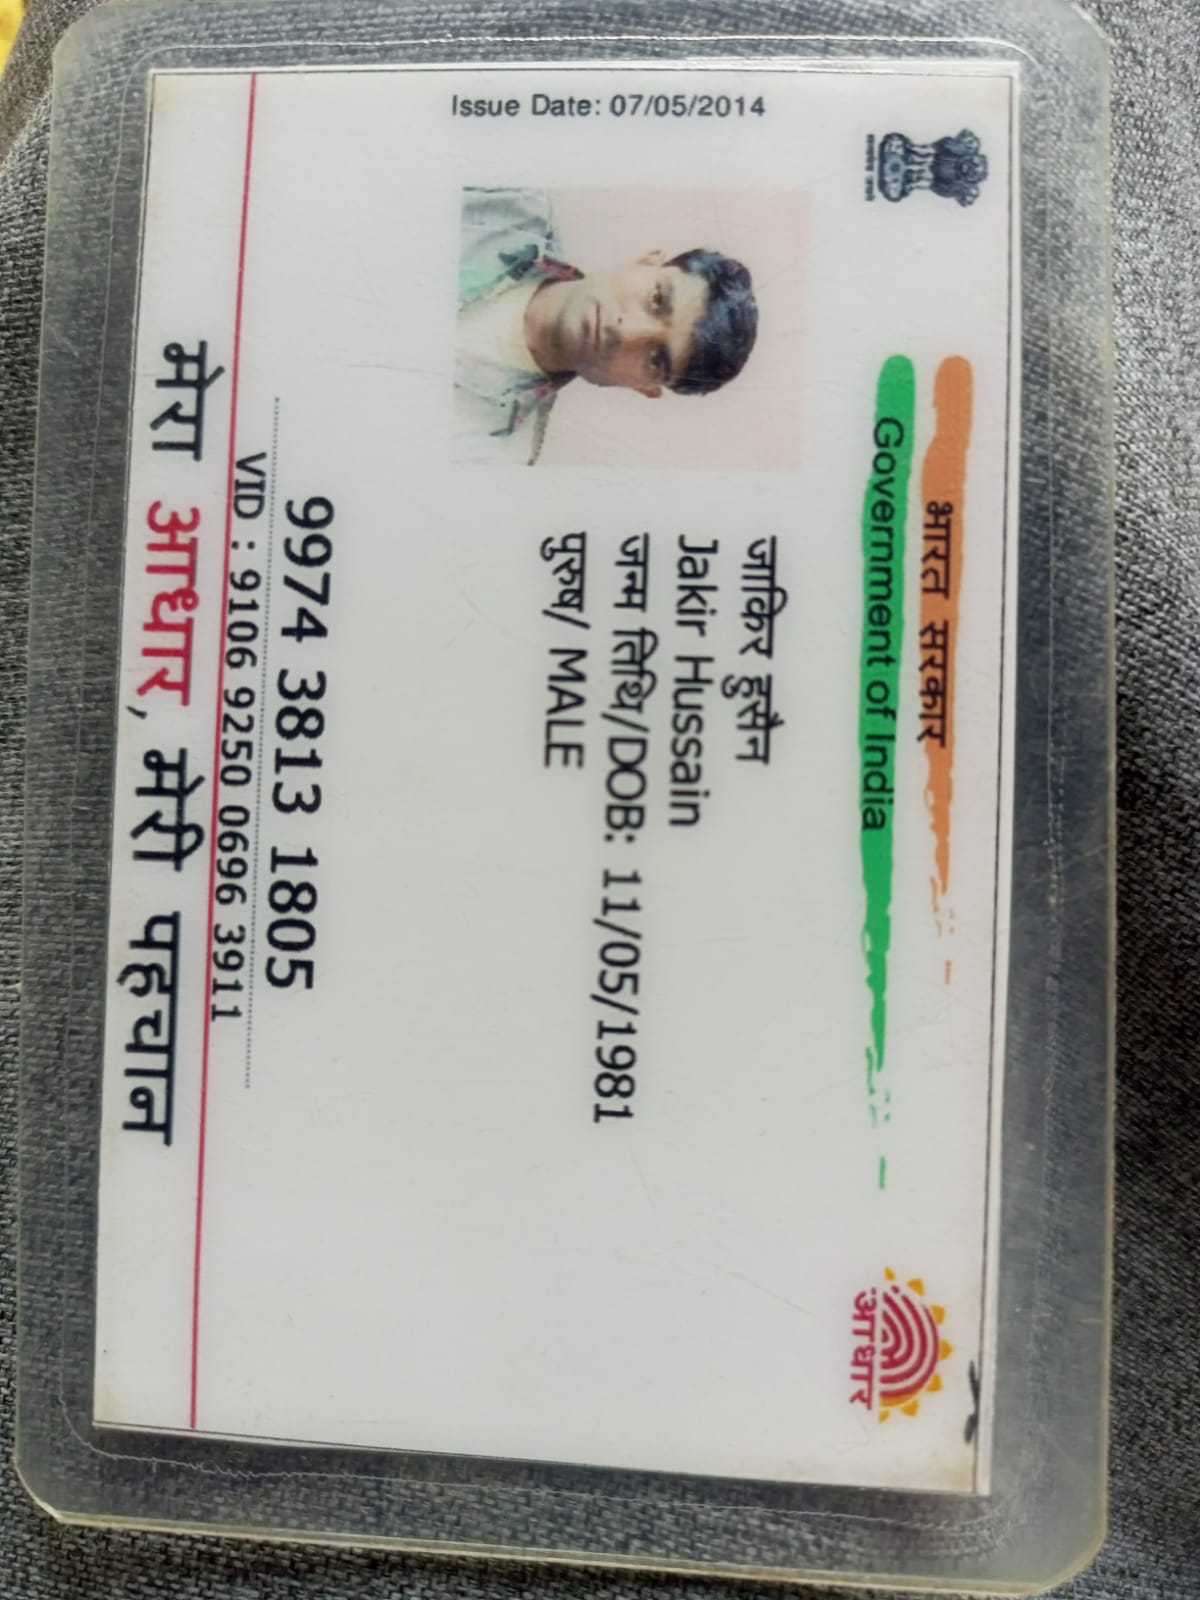 Issue Date: 07/05/2014
भारत सरकार
Government of India
आधार
जाकिर हुसैन
Jakir Hussain
जन्म तिथि/DOB: 11/05/1981
पुरुष/ MALE
9974 3813 1805
VID : 9106 9250 0696 3911
मेरा आधार, मेरी पहचान